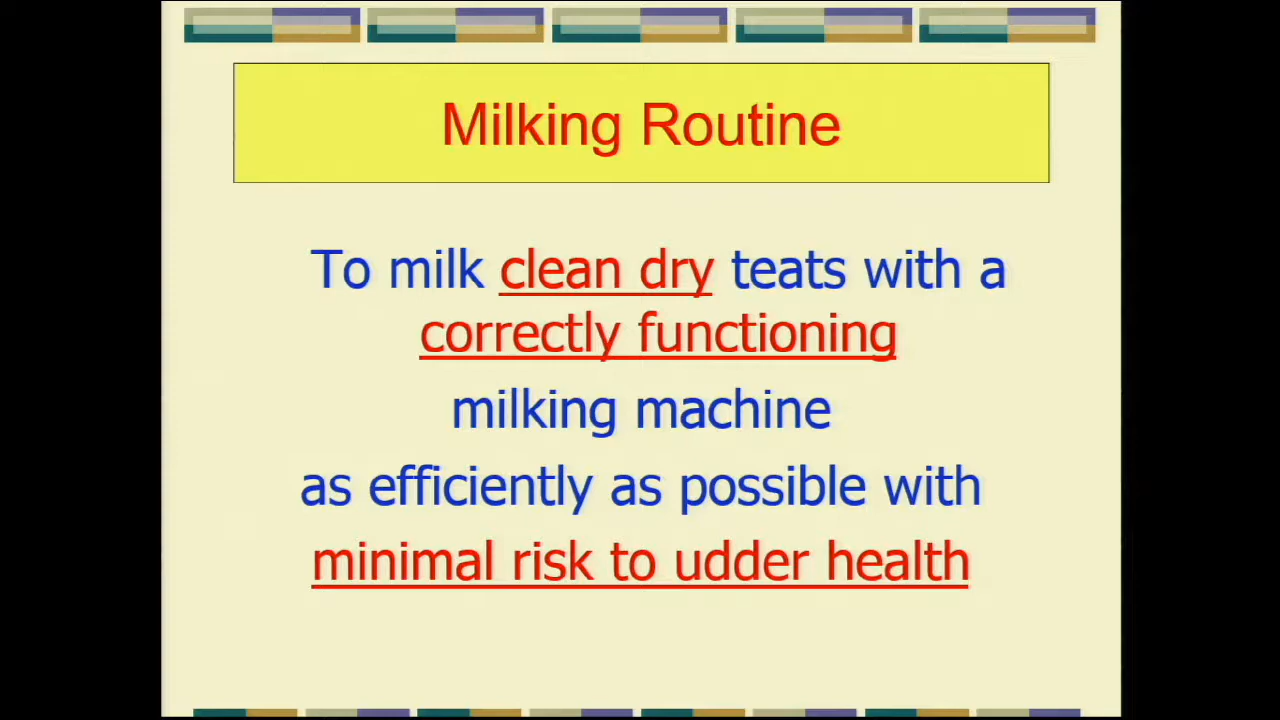 Milking Routine
To milk clean dry teats with a
correctly functioning
milking machine
as efficiently as possible with
minimal risk to udder health